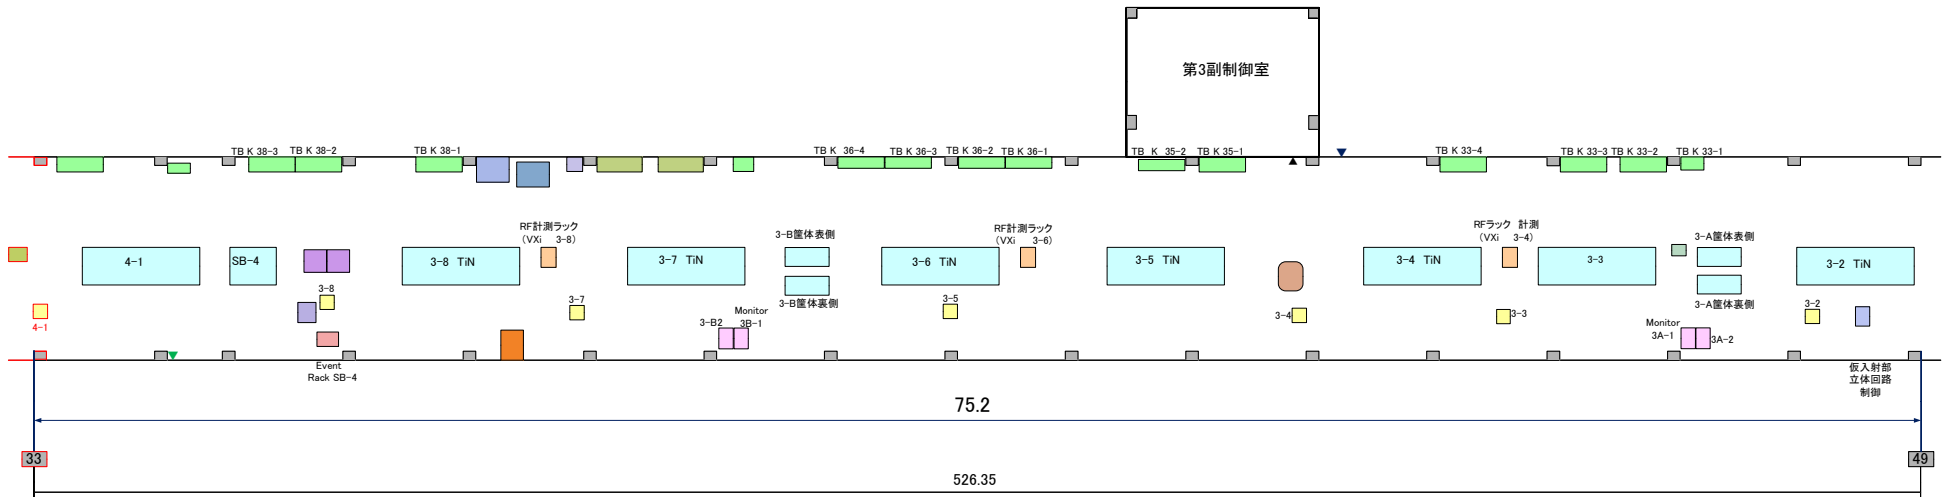 第3副制御室
TB K 38-3
TB K 38-2
TB K 38-1
TB K 36-4
TB K 36-3
TB K 36-2
TB K 36-1
TB K 35-2
TB K 35-1
TB K 33-4
TB K 33-3
TB K 33-2
TB K 33-1
RF計測ラック
(VXi 3-8)
3-B筐体表側
RF計測ラック
(VXi 3-6)
RFラック 計測
(VXi 3-4)
3-A筐体表側
4-1
SB-4
3-8 TiN
3-7 TiN
3-6 TiN
3-5 TiN
3-4 TiN
3-3
3-2 TiN
3-8
3-7
3-B筐体裏側
3-5
3-4
3-3
3-A筐体裏側
3-2
4-1
Monitor
3-B2
3B-1
Monitor
3A-1
3A-2
Event
Rack SB-4
仮入射部
立体回路
制御
75.2
33
49
526.35